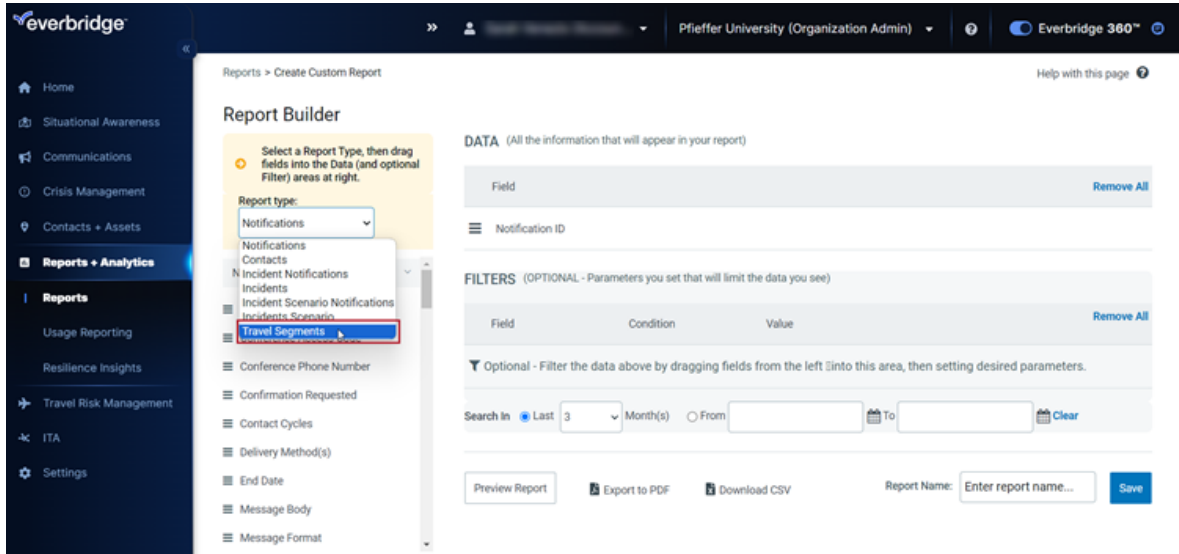 everbridge
»
Pfieffer University (Organization Admin)
Everbridge 360™
«
Home
Situational Awareness
Communications
Crisis Management
Contacts + Assets
Reports + Analytics
Reports
Usage Reporting
Resilience Insights
Travel Risk Management
ITA
Settings
Reports > Create Custom Report
Help with this page
Report Builder
Select a Report Type, then drag
fields into the Data (and optional
Filter) areas at right.
Report type:
Notifications
Notifications
Contacts
Incident Notifications
Incidents
Incident Scenario Notifications
Incidents Scenario
Travel Segments
Conference Phone Number
Confirmation Requested
Contact Cycles
Delivery Method(s)
End Date
Message Body
Message Format
DATA (All the information that will appear in your report)
Field Remove All
Notification ID
FILTERS (OPTIONAL - Parameters you set that will limit the data you see)
Field Condition Value Remove All
Optional - Filter the data above by dragging fields from the left into this area, then setting desired parameters.
Search In Last 3 Month(s) From To Clear
Preview Report Export to PDF Download CSV Report Name: Enter report name... Save